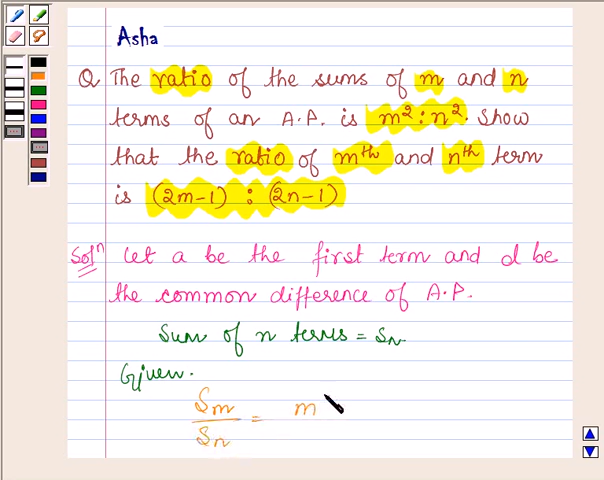 Asha
Q The ratio of the sums of m and n
terms of an A.P. is m²:n². Show
that the ratio of mth and nth term
is (2m-1) : (2n-1)
Solⁿ Let a be the first term and d be
the common difference of A.P.
Sum of n terms = Sn
Given.
Sm/Sn = m